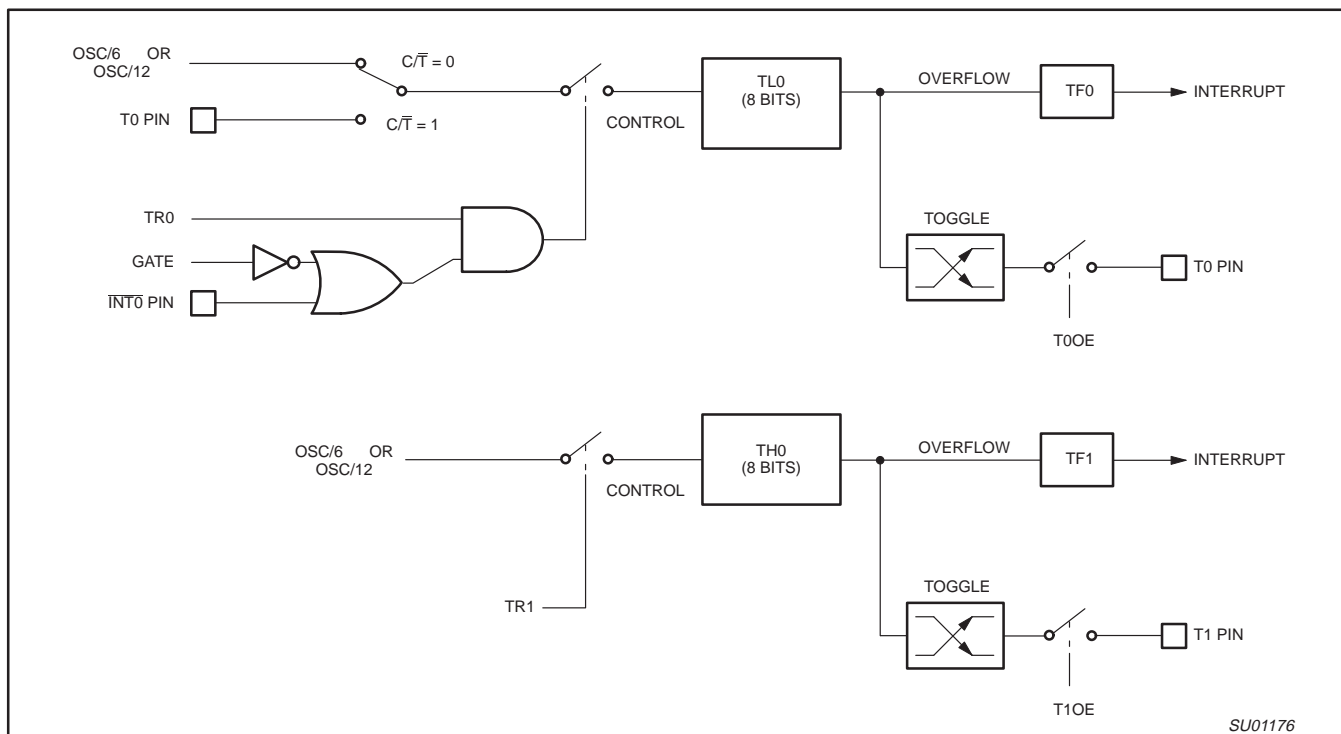 OSC/6 OR
OSC/12
C/T̅ = 0
T0 PIN
C/T̅ = 1
CONTROL
TL0
(8 BITS)
OVERFLOW
TF0
INTERRUPT
TR0
GATE
I̅N̅T̅0̅ PIN
TOGGLE
T0 PIN
T0OE
OSC/6 OR
OSC/12
CONTROL
TH0
(8 BITS)
OVERFLOW
TF1
INTERRUPT
TR1
TOGGLE
T1 PIN
T1OE
SU01176